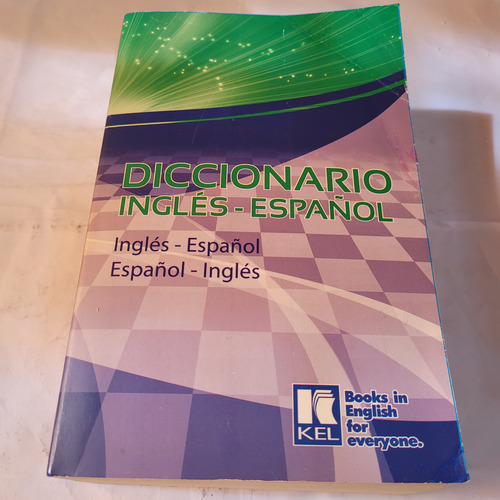 DICCIONARIO
INGLÉS - ESPAÑOL
Inglés - Español
Español - Inglés
KEL
Books in
English
for
everyone.